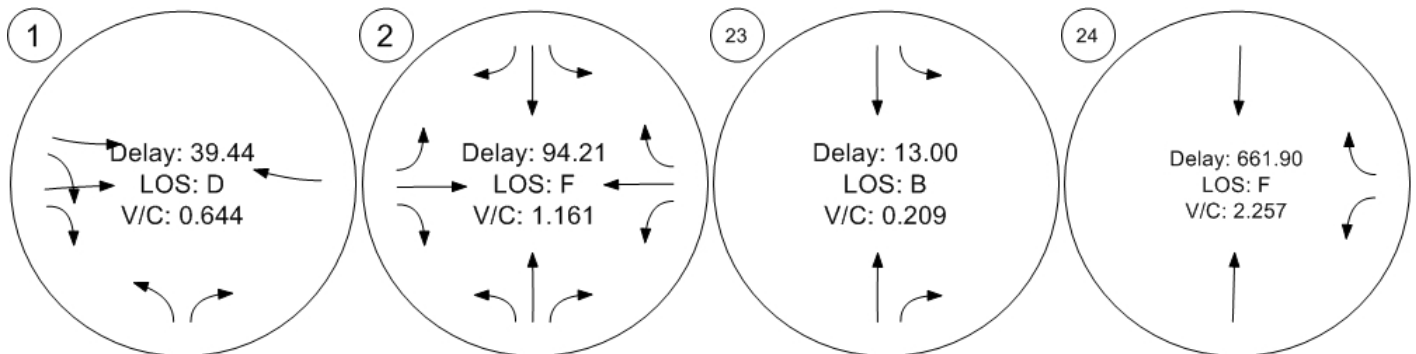 1
Delay: 39.44
LOS: D
V/C: 0.644
2
Delay: 94.21
LOS: F
V/C: 1.161
23
Delay: 13.00
LOS: B
V/C: 0.209
24
Delay: 661.90
LOS: F
V/C: 2.257